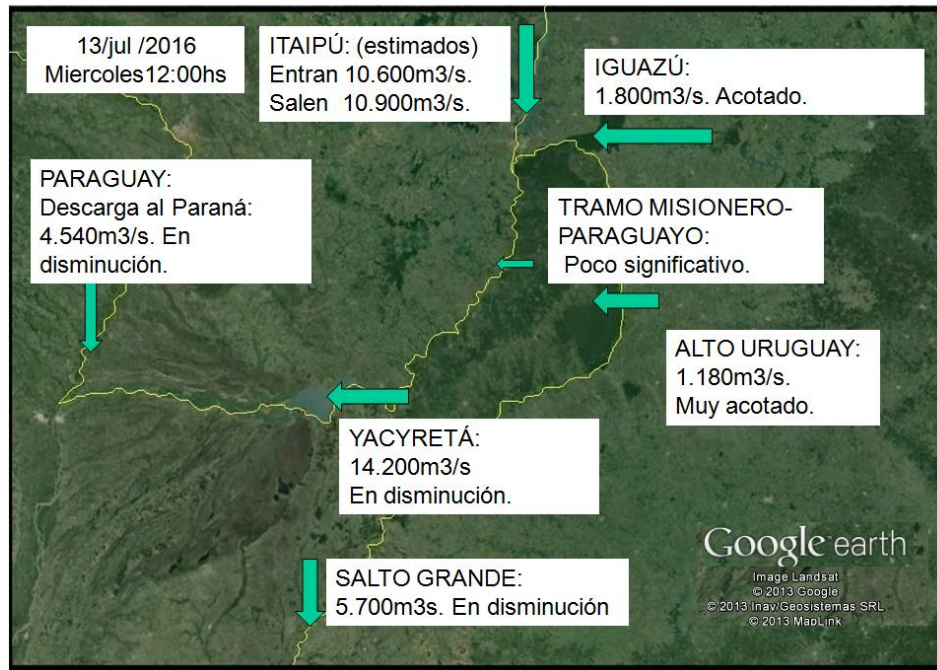 13/jul /2016
Miercoles12:00hs
ITAIPÚ: (estimados)
Entran 10.600m3/s.
Salen 10.900m3/s.
IGUAZÚ:
1.800m3/s. Acotado.
PARAGUAY:
Descarga al Paraná:
4.540m3/s. En
disminución.
TRAMO MISIONERO-
PARAGUAYO:
Poco significativo.
ALTO URUGUAY:
1.180m3/s.
Muy acotado.
YACYRETÁ:
14.200m3/s
En disminución.
SALTO GRANDE:
5.700m3s. En disminución
Google earth
Image Landsat
© 2013 Google
© 2013 Inav/Geosistemas SRL
© 2013 MapLink